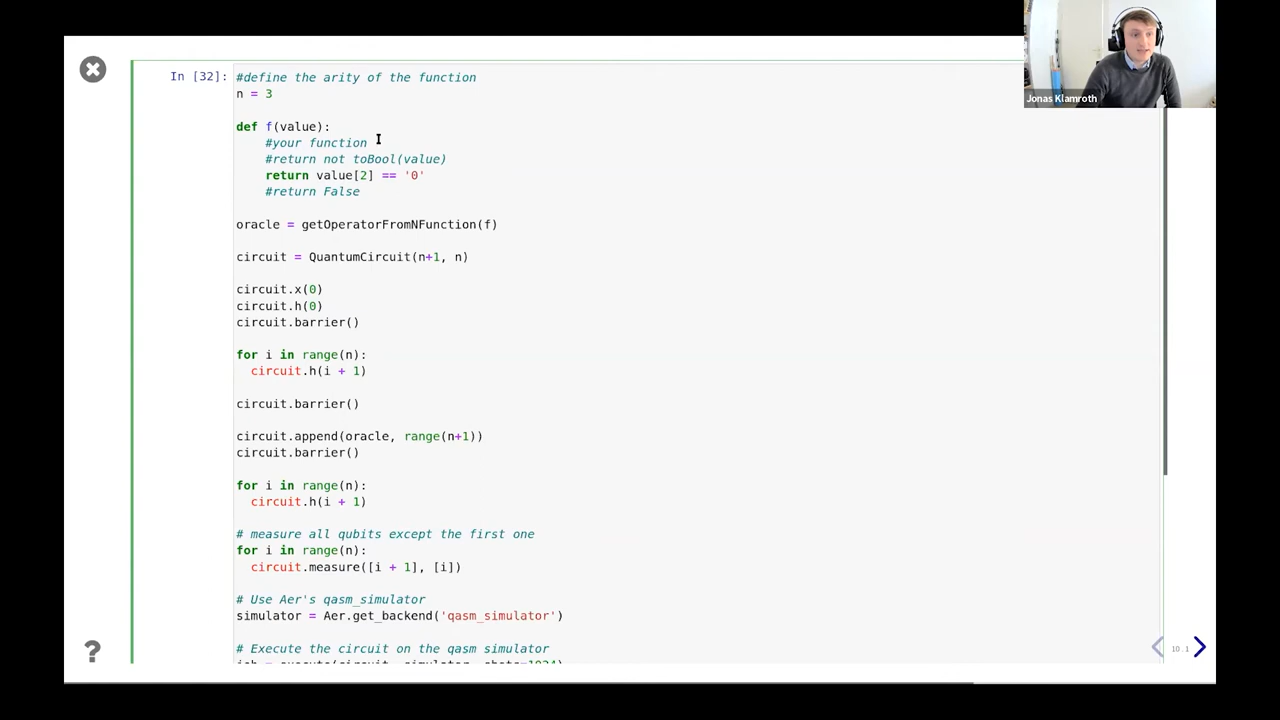 Jonas Klamroth
In [32]:
#define the arity of the function
n = 3
def f(value):
#your function
#return not toBool(value)
return value[2] == '0'
#return False
oracle = getOperatorFromNFunction(f)
circuit = QuantumCircuit(n+1, n)
circuit.x(0)
circuit.h(0)
circuit.barrier()
for i in range(n):
circuit.h(i + 1)
circuit.barrier()
circuit.append(oracle, range(n+1))
circuit.barrier()
for i in range(n):
circuit.h(i + 1)
# measure all qubits except the first one
for i in range(n):
circuit.measure([i + 1], [i])
# Use Aer's qasm_simulator
simulator = Aer.get_backend('qasm_simulator')
# Execute the circuit on the qasm simulator
?
10.1